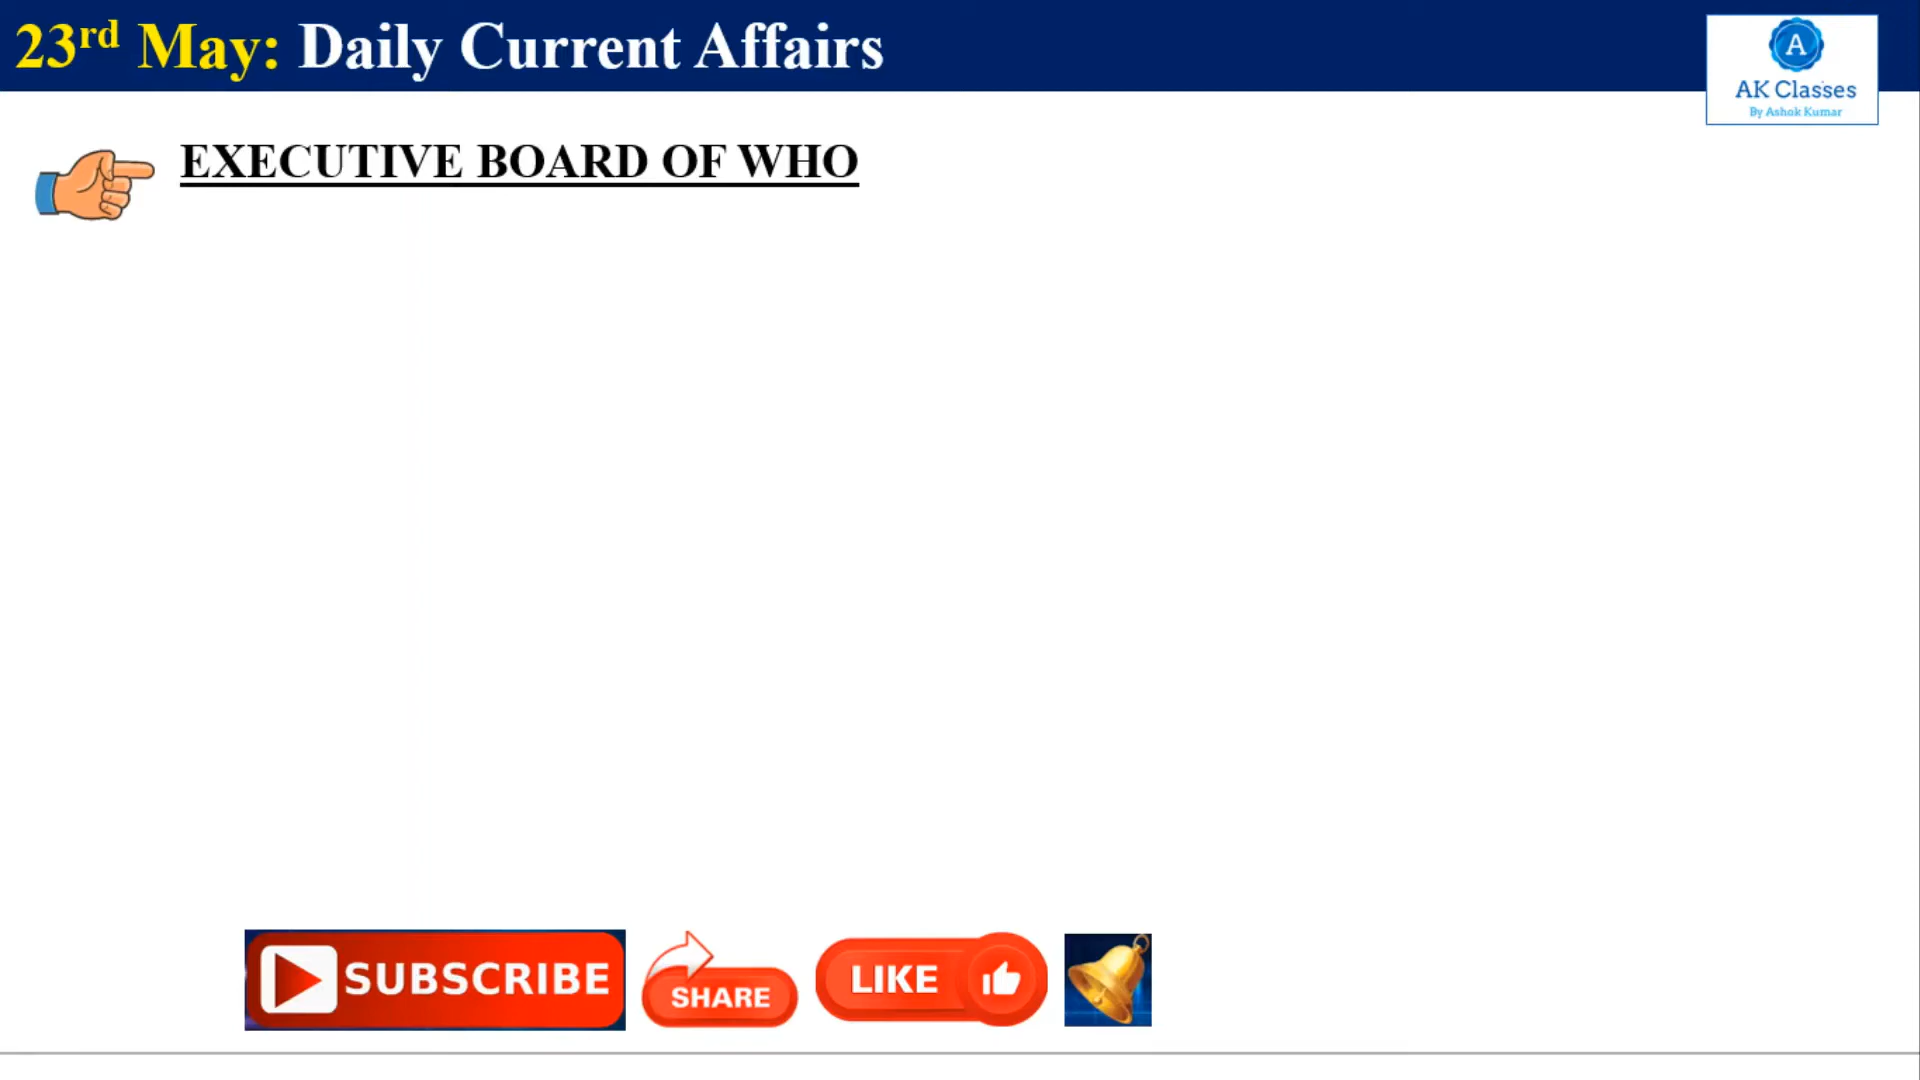 23rd May: Daily Current Affairs
A
AK Classes
By Ashok Kumar
EXECUTIVE BOARD OF WHO
SUBSCRIBE
SHARE
LIKE